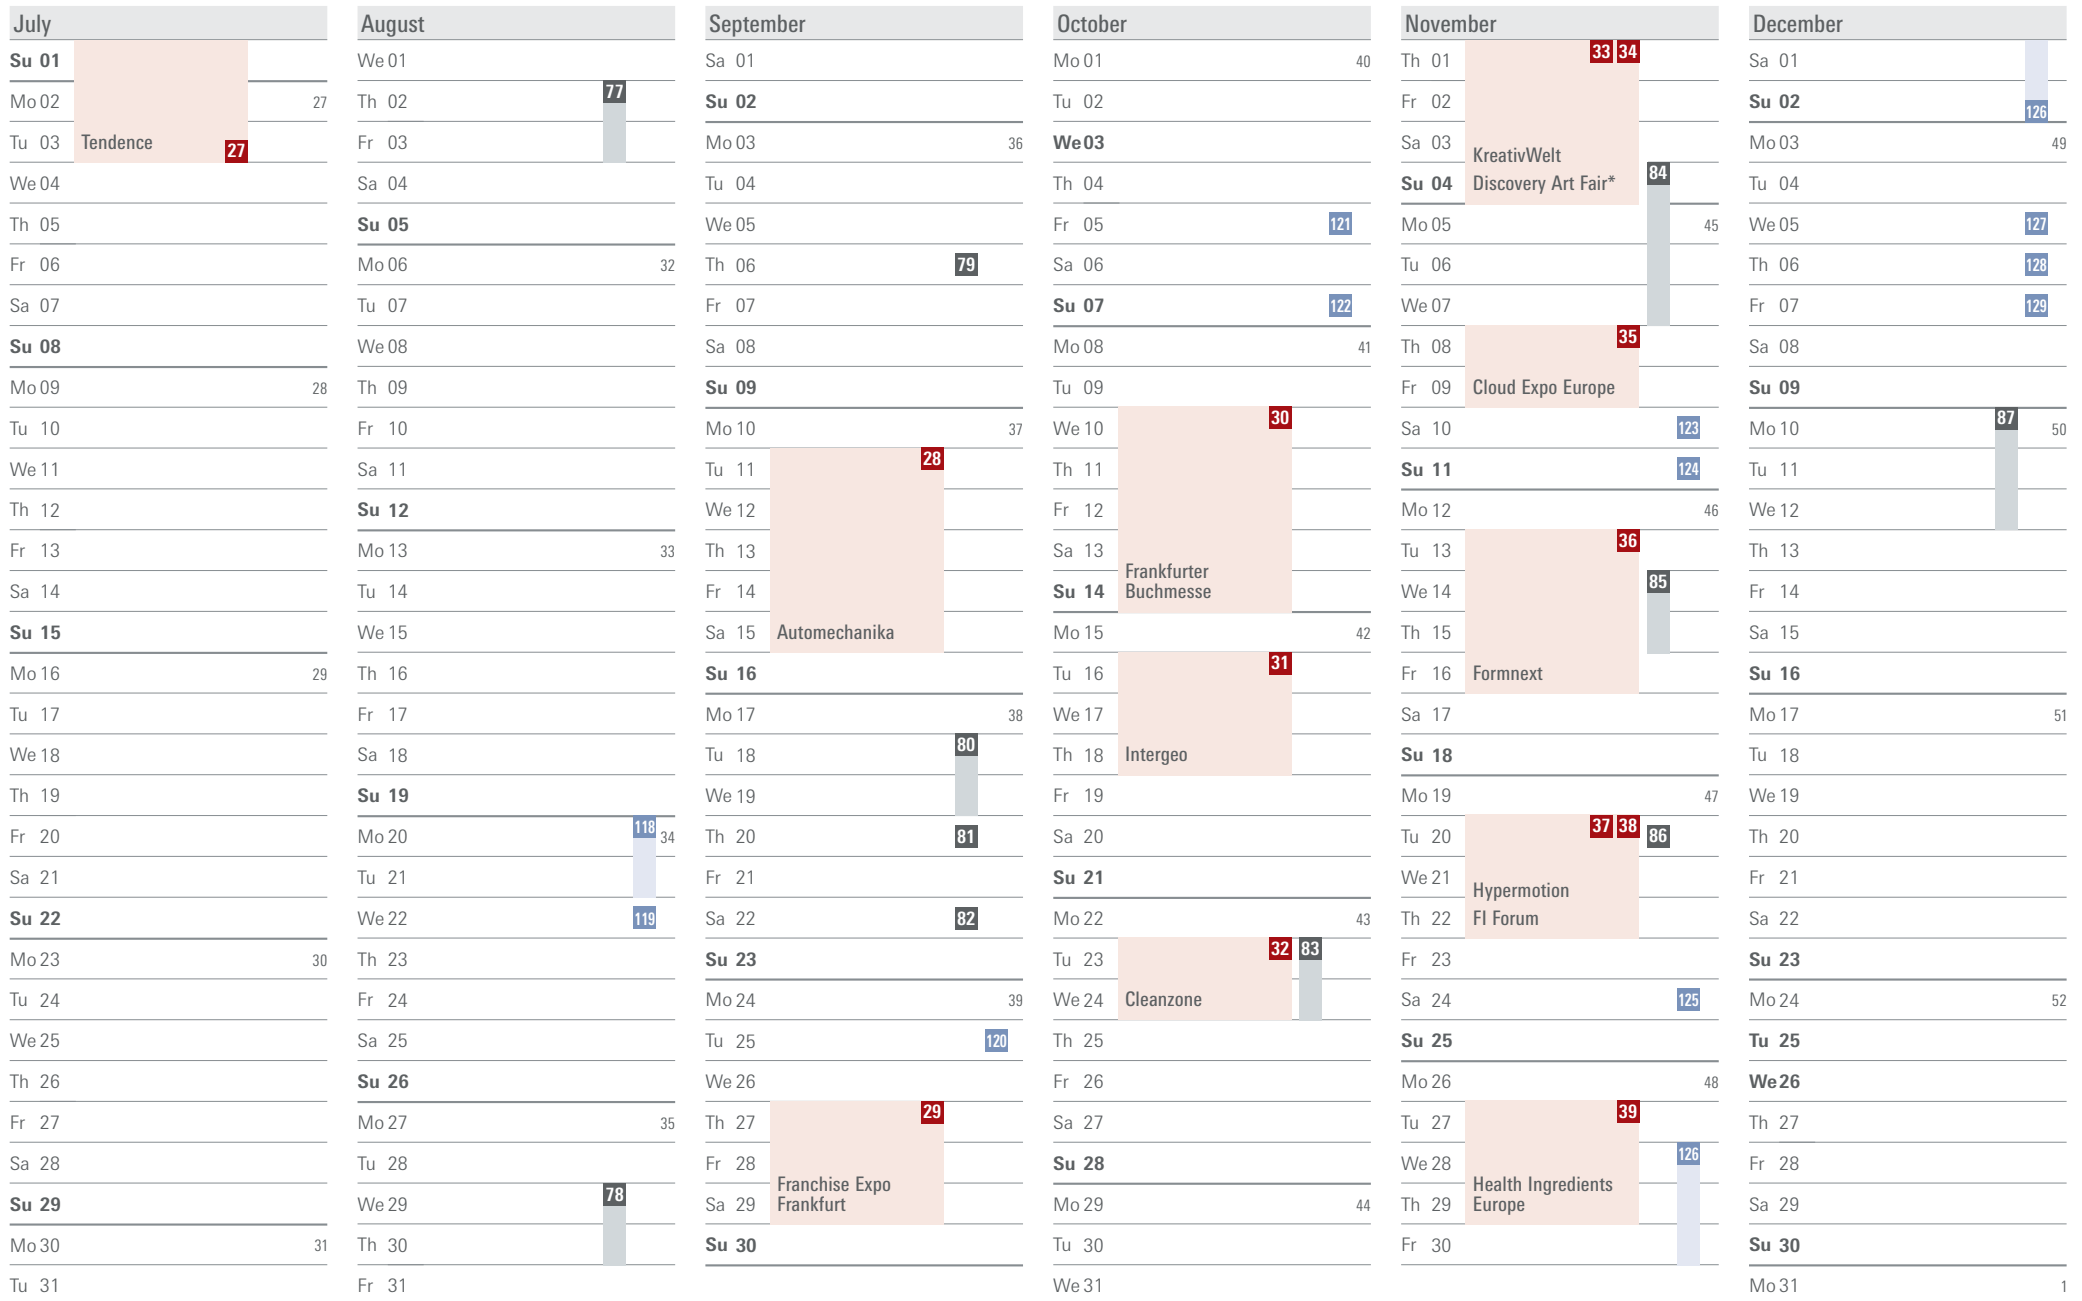 July
Su 01
Mo 02 27
Tu 03 Tendence 27
We 04
Th 05
Fr 06
Sa 07
Su 08
Mo 09 28
Tu 10
We 11
Th 12
Fr 13
Sa 14
Su 15
Mo 16 29
Tu 17
We 18
Th 19
Fr 20
Sa 21
Su 22
Mo 23 30
Tu 24
We 25
Th 26
Fr 27
Sa 28
Su 29
Mo 30 31
Tu 31
August
We 01
Th 02 77
Fr 03
Sa 04
Su 05
Mo 06 32
Tu 07
We 08
Th 09
Fr 10
Sa 11
Su 12
Mo 13 33
Tu 14
We 15
Th 16
Fr 17
Sa 18
Su 19
Mo 20 118 34
Tu 21
We 22 119
Th 23
Fr 24
Sa 25
Su 26
Mo 27 35
Tu 28
We 29 78
Th 30
Fr 31
September
Sa 01
Su 02
Mo 03 36
Tu 04
We 05
Th 06 79
Fr 07
Sa 08
Su 09
Mo 10 37
Tu 11 28
We 12
Th 13
Fr 14
Sa 15 Automechanika
Su 16
Mo 17 38
Tu 18 80
We 19
Th 20 81
Fr 21
Sa 22 82
Su 23
Mo 24 39
Tu 25 120
We 26
Th 27 29
Fr 28 Franchise Expo
Sa 29 Frankfurt
Su 30
October
Mo 01 40
Tu 02
We 03
Th 04
Fr 05 121
Sa 06
Su 07 122
Mo 08 41
Tu 09
We 10 30
Th 11
Fr 12
Sa 13 Frankfurter
Su 14 Buchmesse
Mo 15 42
Tu 16 31
We 17
Th 18 Intergeo
Fr 19
Sa 20
Su 21
Mo 22 43
Tu 23 32 83
We 24 Cleanzone
Th 25
Fr 26
Sa 27
Su 28
Mo 29 44
Tu 30
We 31
November
Th 01 33 34
Fr 02
Sa 03 KreativWelt
Su 04 Discovery Art Fair* 84
Mo 05 45
Tu 06
We 07
Th 08 35
Fr 09 Cloud Expo Europe
Sa 10 123
Su 11 124
Mo 12 46
Tu 13 36
We 14 85
Th 15
Fr 16 Formnext
Sa 17
Su 18
Mo 19 47
Tu 20 37 38 86
We 21 Hypermotion
Th 22 FI Forum
Fr 23
Sa 24 125
Su 25
Mo 26 48
Tu 27 39
We 28 Health Ingredients 126
Th 29 Europe
Fr 30
December
Sa 01
Su 02 126
Mo 03 49
Tu 04
We 05 127
Th 06 128
Fr 07 129
Sa 08
Su 09
Mo 10 87 50
Tu 11
We 12
Th 13
Fr 14
Sa 15
Su 16
Mo 17 51
Tu 18
We 19
Th 20
Fr 21
Sa 22
Su 23
Mo 24 52
Tu 25
We 26
Th 27
Fr 28
Sa 29
Su 30
Mo 31 1